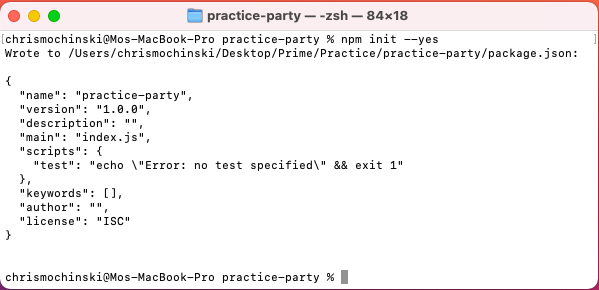 practice-party — -zsh — 84×18
[chrismochinski@Mos-MacBook-Pro practice-party % npm init --yes ]
Wrote to /Users/chrismochinski/Desktop/Prime/Practice/practice-party/package.json:
{
  "name": "practice-party",
  "version": "1.0.0",
  "description": "",
  "main": "index.js",
  "scripts": {
    "test": "echo \"Error: no test specified\" && exit 1"
  },
  "keywords": [],
  "author": "",
  "license": "ISC"
}
chrismochinski@Mos-MacBook-Pro practice-party %